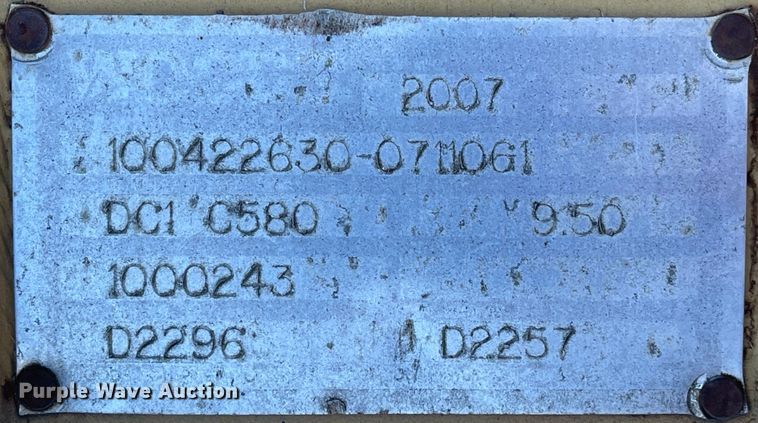 2007
100422630-0711061
DC1 C580 9.50
1000243
D2296 D2257
Purple Wave Auction